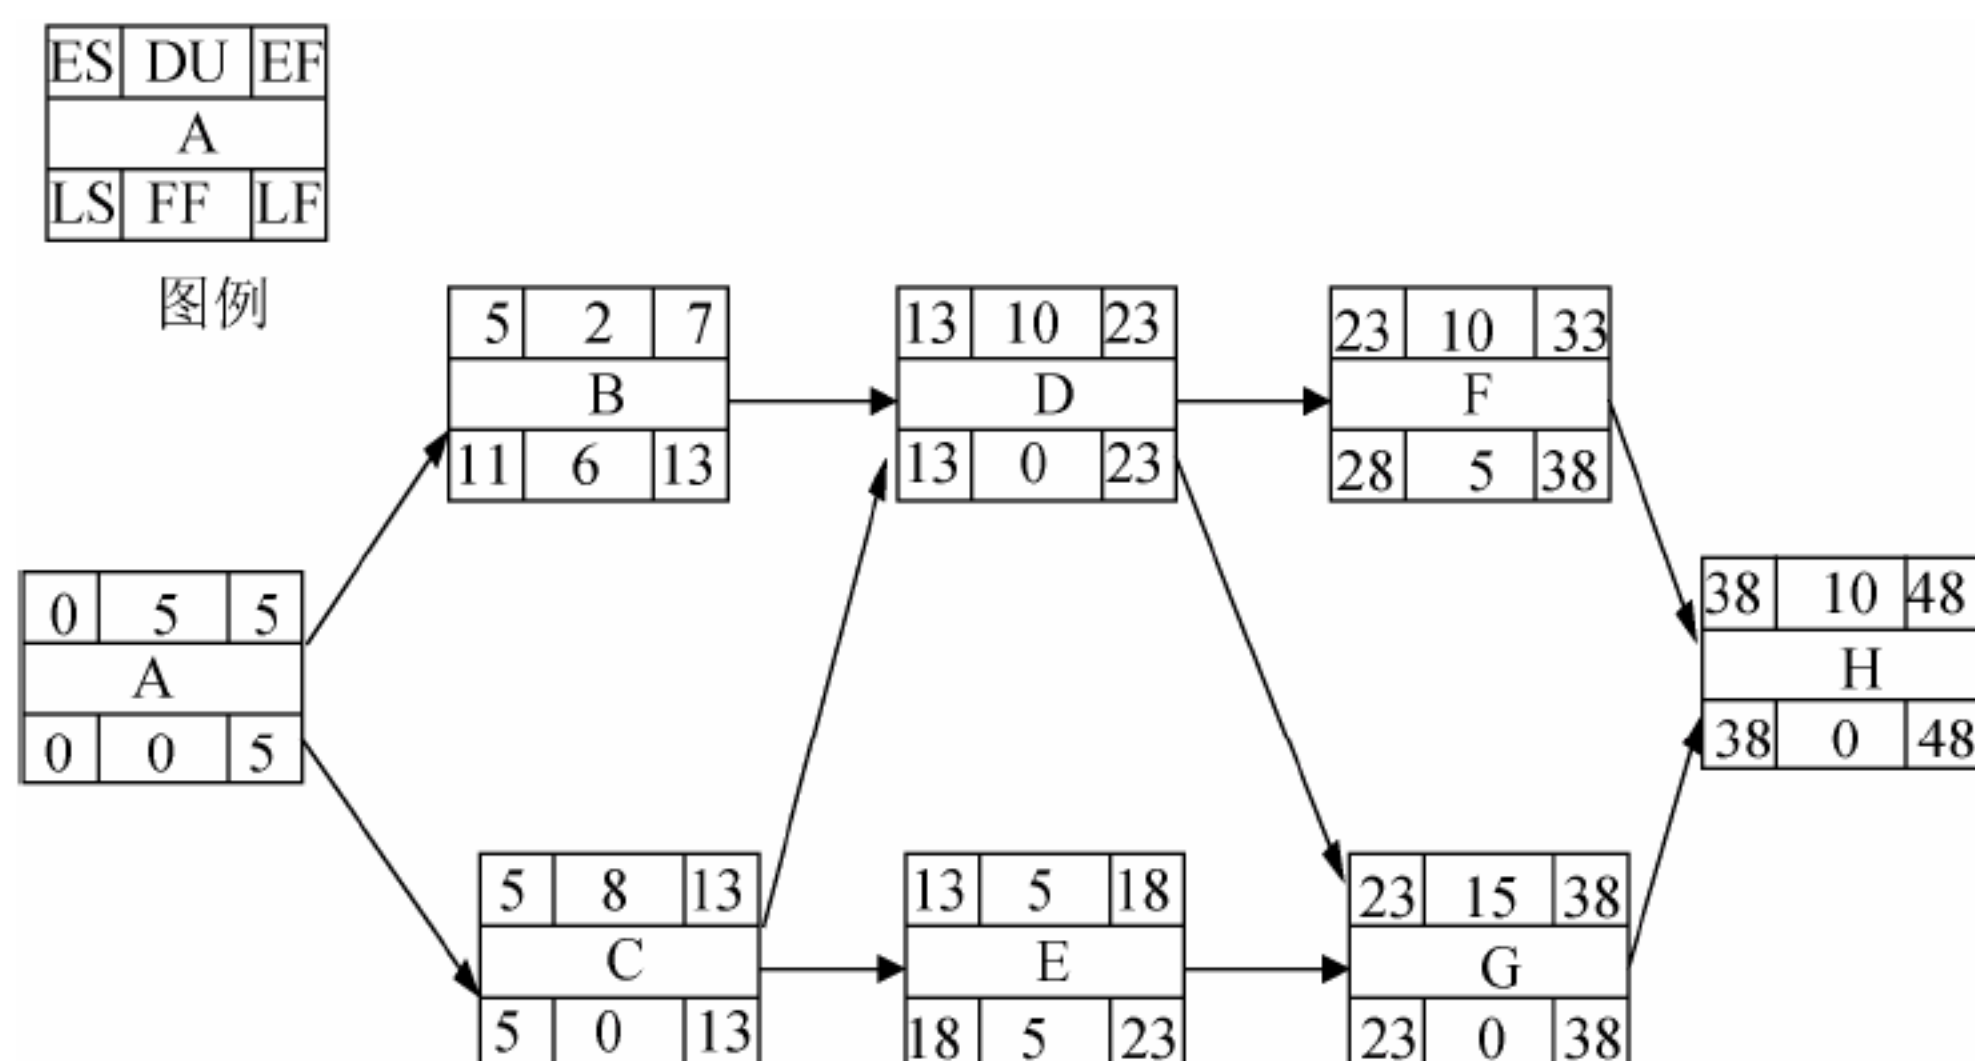 ES DU EF
A
LS FF LF
图例
5 2 7
B
11 6 13
13 10 23
D
13 0 23
23 10 33
F
28 5 38
0 5 5
A
0 0 5
38 10 48
H
38 0 48
5 8 13
C
5 0 13
13 5 18
E
18 5 23
23 15 38
G
23 0 38